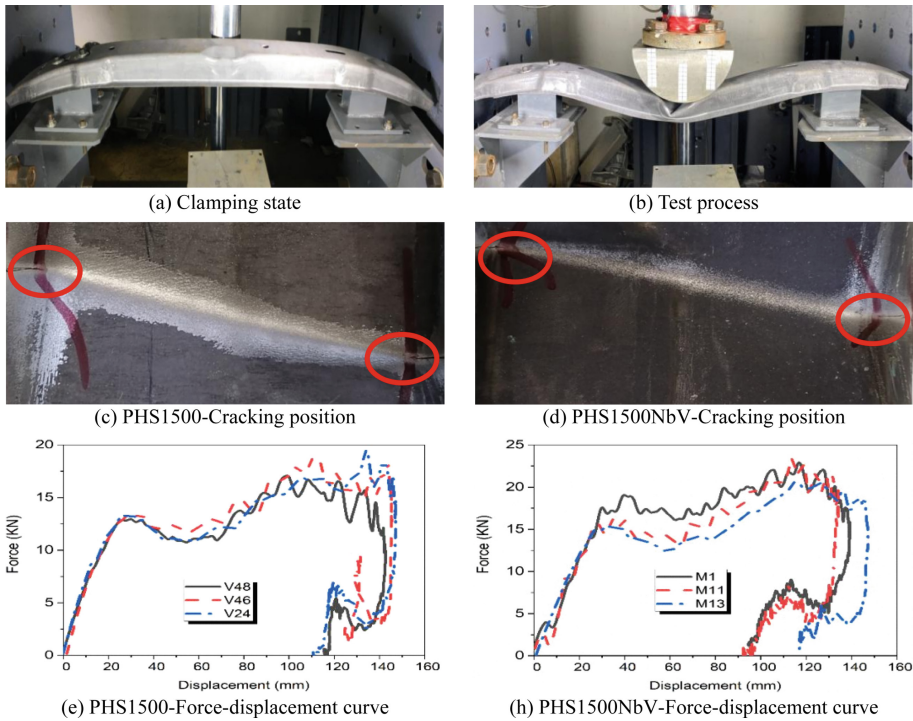 (a) Clamping state
(b) Test process
(c) PHS1500-Cracking position
(d) PHS1500NbV-Cracking position
20
15
10
5
0
Force (KN)
V48
V46
V24
0 20 40 60 80 100 120 140 160
Displacement (mm)
25
20
15
10
5
0
Force (KN)
M1
M11
M13
0 20 40 60 80 100 120 140 160
Displacement (mm)
(e) PHS1500-Force-displacement curve
(h) PHS1500NbV-Force-displacement curve